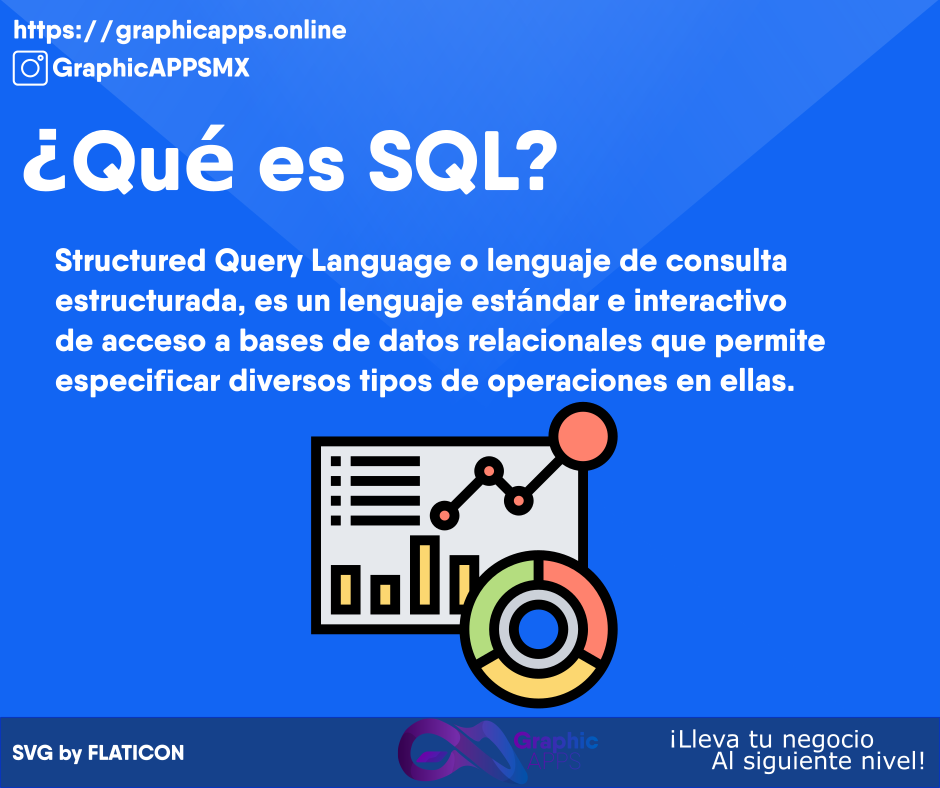 https://graphicapps.online
GraphicAPPSMX
¿Qué es SQL?
Structured Query Language o lenguaje de consulta
estructurada, es un lenguaje estándar e interactivo
de acceso a bases de datos relacionales que permite
especificar diversos tipos de operaciones en ellas.
SVG by FLATICON
Graphic
APPS
¡Lleva tu negocio
Al siguiente nivel!